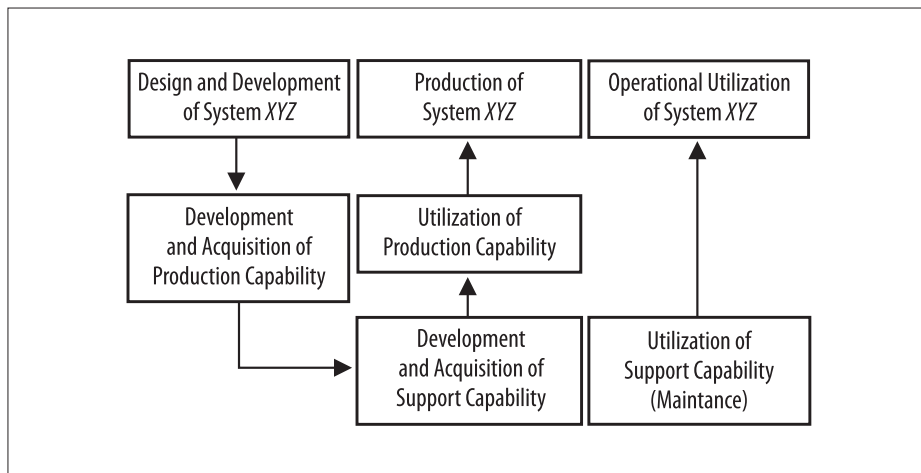 Design and Development
of System XYZ
Production of
System XYZ
Operational Utilization
of System XYZ
Development
and Acquisition of
Production Capability
Utilization of
Production Capability
Development
and Acquisition of
Support Capability
Utilization of
Support Capability
(Maintance)